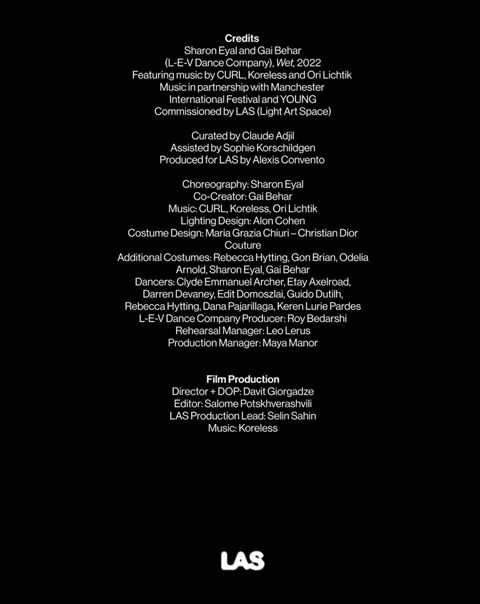 Credits
Sharon Eyal and Gai Behar
(L-E-V Dance Company), Wet, 2022
Featuring music by CURL, Koreless and Ori Lichtik
Music in partnership with Manchester
International Festival and YOUNG
Commissioned by LAS (Light Art Space)
Curated by Claude Adjil
Assisted by Sophie Korschildgen
Produced for LAS by Alexis Convento
Choreography: Sharon Eyal
Co-Creator: Gai Behar
Music: CURL, Koreless, Ori Lichtik
Lighting Design: Alon Cohen
Costume Design: Maria Grazia Chiuri – Christian Dior
Couture
Additional Costumes: Rebecca Hytting, Gon Brian, Odelia
Arnold, Sharon Eyal, Gai Behar
Dancers: Clyde Emmanuel Archer, Etay Axelroad,
Darren Devaney, Edit Domoszlai, Guido Dutilh,
Rebecca Hytting, Dana Pajarillaga, Keren Lurie Pardes
L-E-V Dance Company Producer: Roy Bedarshi
Rehearsal Manager: Leo Lerus
Production Manager: Maya Manor
Film Production
Director + DOP: Davit Giorgadze
Editor: Salome Potskhverashvili
LAS Production Lead: Selin Sahin
Music: Koreless
LAS